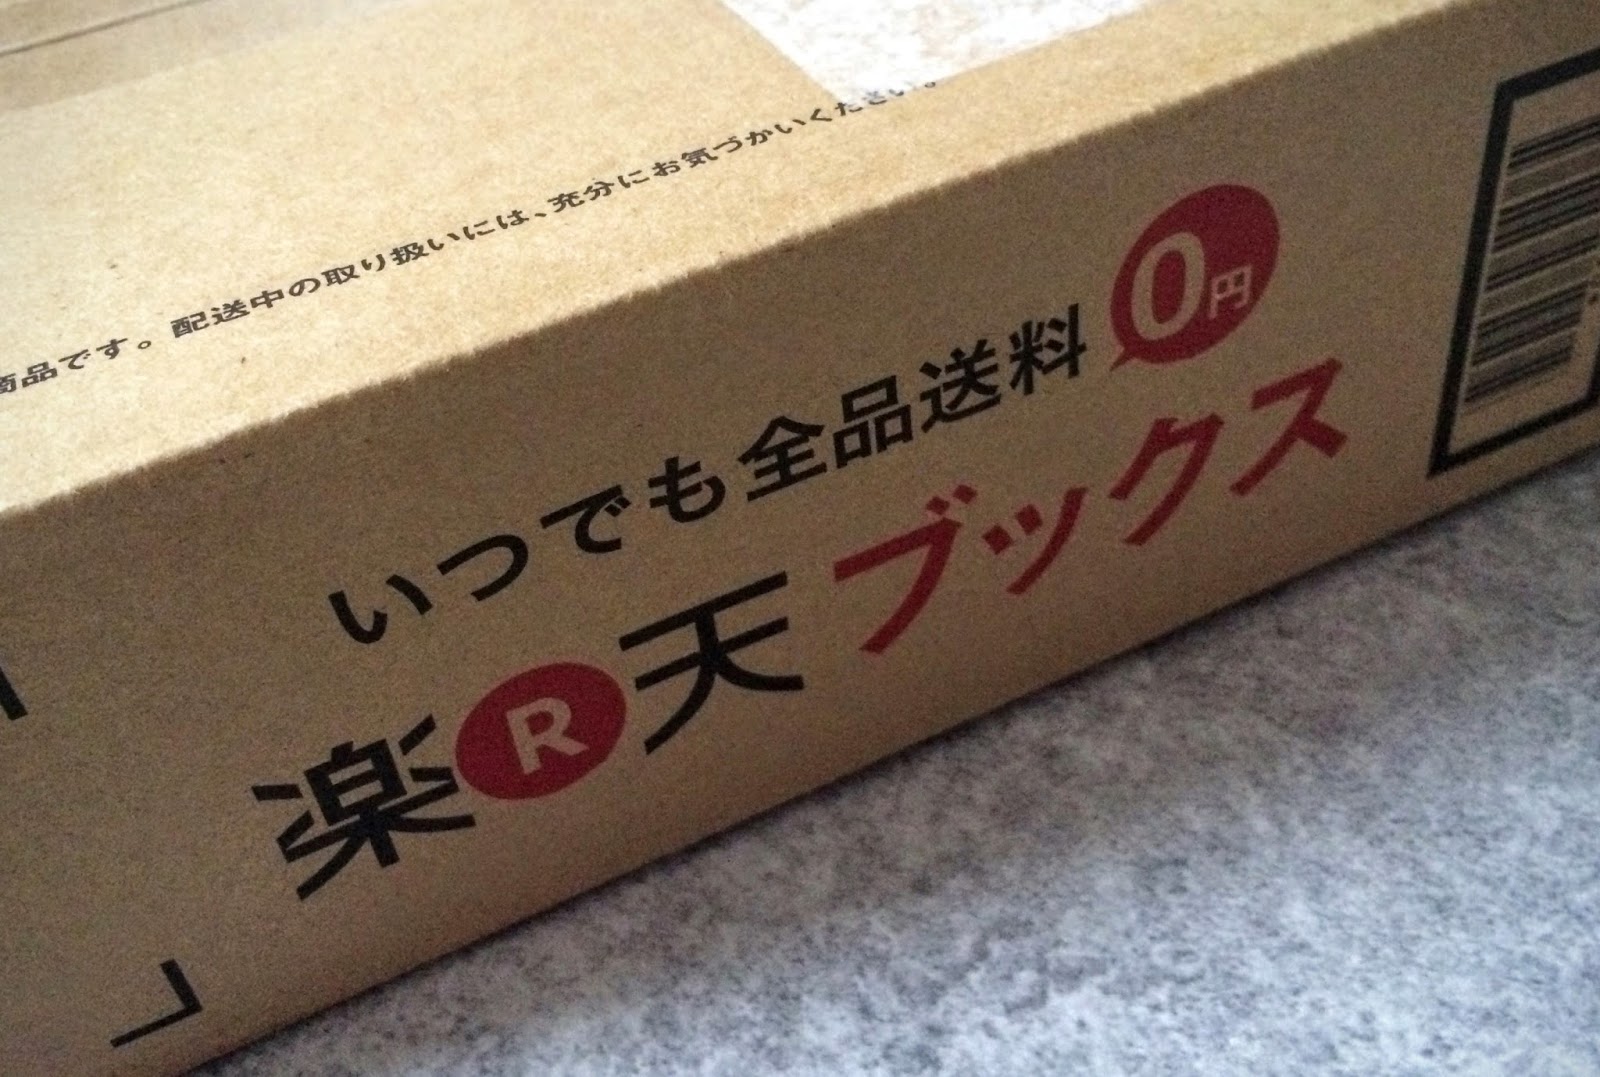 商品です。配送中の取り扱いには、充分にお気づかいください。
いつでも全品送料0円
楽R天ブックス